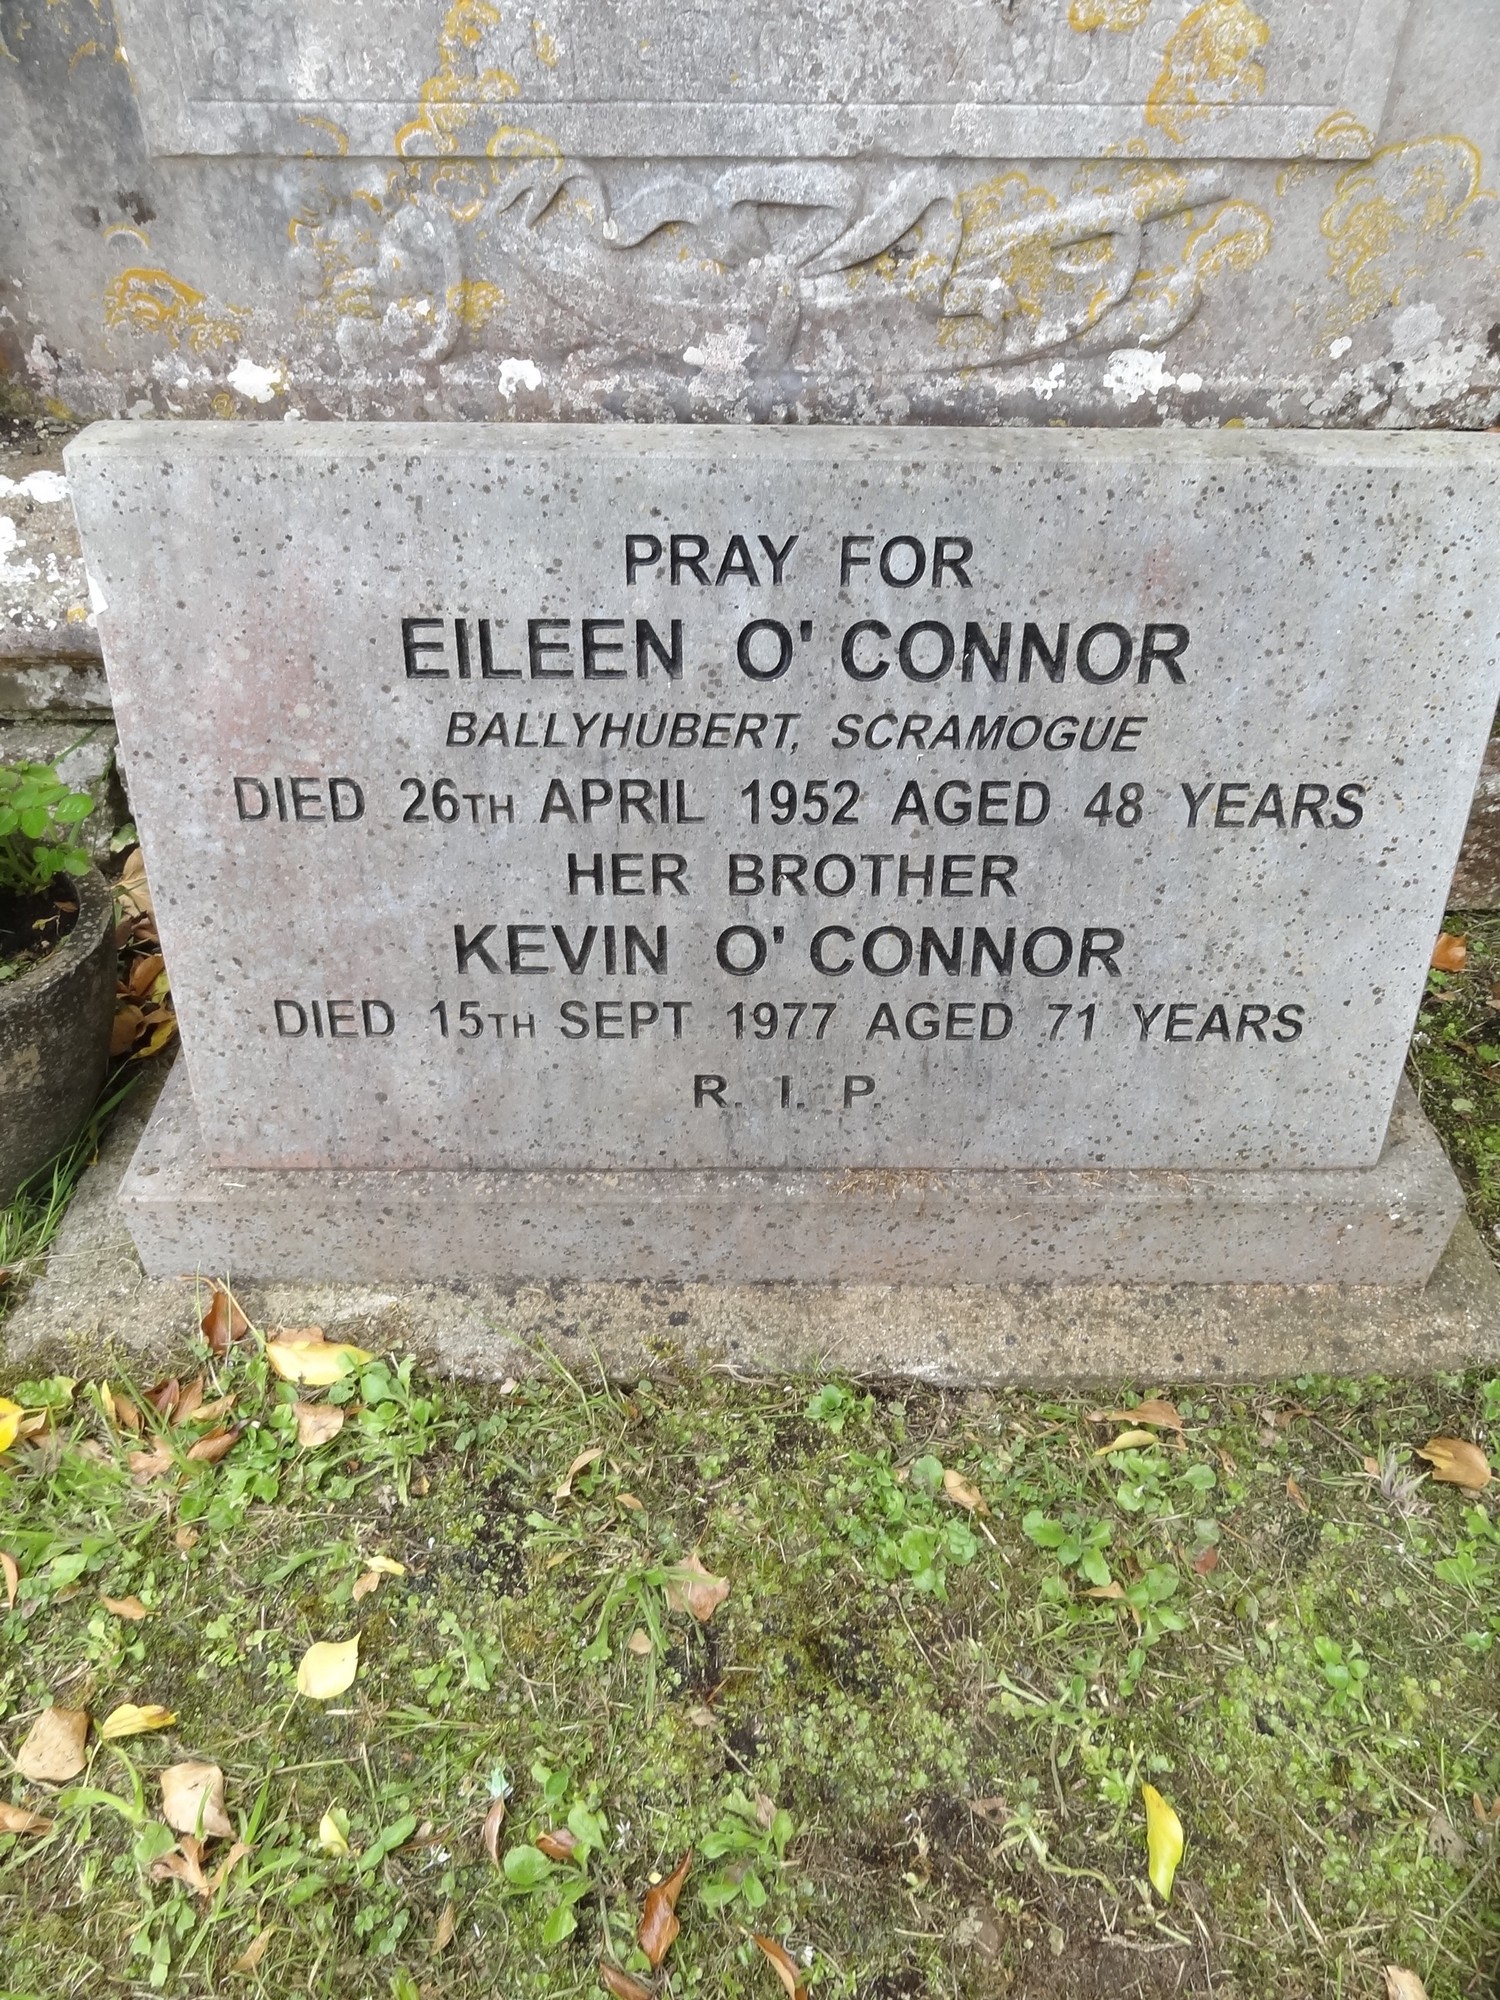 PRAY FOR
EILEEN O'CONNOR
BALLYHUBERT, SCRAMOGUE
DIED 26TH APRIL 1952 AGED 48 YEARS
HER BROTHER
KEVIN O'CONNOR
DIED 15TH SEPT 1977 AGED 71 YEARS
R. I. P.